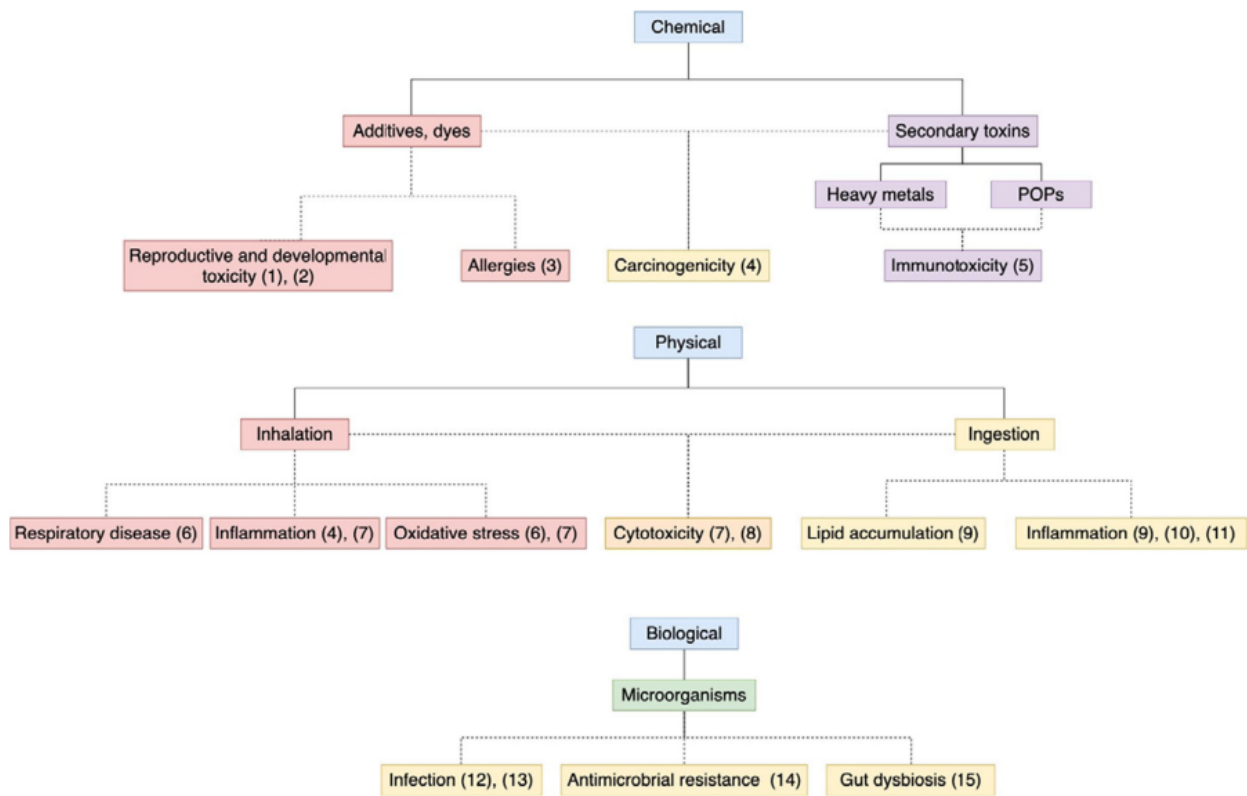 Chemical
Additives, dyes
Secondary toxins
Heavy metals
POPs
Reproductive and developmental
toxicity (1), (2)
Allergies (3)
Carcinogenicity (4)
Immunotoxicity (5)
Physical
Inhalation
Ingestion
Respiratory disease (6)
Inflammation (4), (7)
Oxidative stress (6), (7)
Cytotoxicity (7), (8)
Lipid accumulation (9)
Inflammation (9), (10), (11)
Biological
Microorganisms
Infection (12), (13)
Antimicrobrial resistance (14)
Gut dysbiosis (15)